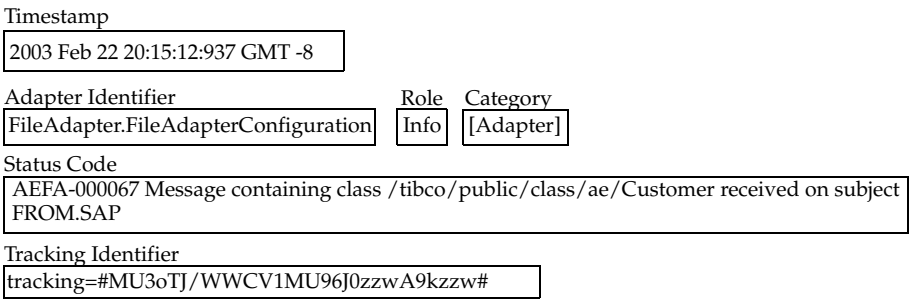 Timestamp
2003 Feb 22 20:15:12:937 GMT -8
Adapter Identifier Role Category
FileAdapter.FileAdapterConfiguration Info [Adapter]
Status Code
AEFA-000067 Message containing class /tibco/public/class/ae/Customer received on subject
FROM.SAP
Tracking Identifier
tracking=#MU3oTJ/WWCV1MU96J0zzwA9kzzw#